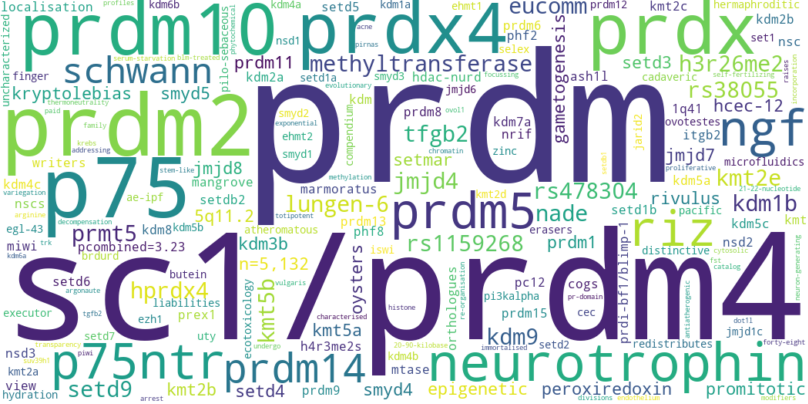 localisation kdm6b prdm10 prdx4 setd5 kdm1a ehmt1 eucomm prdm12 kmt2c hermaphroditic
profiles kdm4a nsd1 acne pirnas prdm6 phf2 selex prdx kdm2b set1 nsc
uncharacterized finger schwann serum-starvation blm-treated pilo-sebaceous phytochemical prdm11 methyltransferase gametogenesis ash1l setd3 h3r26me2 self-fertilizing raises
kryptolebias smyd5 kdm2a setd1a smyd3 hdac-nurd evolutionary focussing cadaveric rs38055 incorporation
thermoneutrality paid prdm2 family krebs addressing smyd2 exponential ehmt2 smyd1 kdm compendium prdm jmjd6 prdm8 ovol1 kdm7a nrif tfgb2 chromatin zinc 1q41 hcec-12 ovotestes itgb2 jarid2 ngf
writers kdm4c variegation arginine nscs p75 stem-like jmjd8 mangrove setdb2 ae-ipf 5q11.2 marmoratus lungen-6 totipotent methylation setmar jmjd4 kmt2d rs478304 jmjd7 kdm5a microfluidics proliferative kmt2e
decompensation egl-43 miwi trk kdm6a prmt5 kdm8 kdm5b atheromatous prdm13 phf8 iswi prdm5 nade erasers setd1b pacific rivulus kdm1b kdm5c kmt
pcombined=3.23 brdurd kdm3b rs1159268 prdm1 riz distinctive nsd2 cytosolic fst catalog
sc1/prdm4 setd6 butein n=5,132 oysters orthologues re-organisation pc12 cogs cec pr-domain prdi-bf1/blimp-1 antiatherogenic neuron-generating
argonaute hprdx4 executor tgfb2 liabilities ezh1 prex1 vulgaris ecotoxicology kmt5b h4r3me2s kmt5a characterised histone pi3kalpha prdm15 kdm9 dot1l jmjd1c
transparency setd7 piwi uty undergo 20-30-kilobase immortalised setd2 redistributes forty-eight
nsd3 kmt2a view hydration p75ntr setd9 arrest kmt2b prdm14 setd4 prdm9 kdm4b mtase smyd4 neurotrophin epigenetic divisions endothelium peroxiredoxin promitotic modifiers